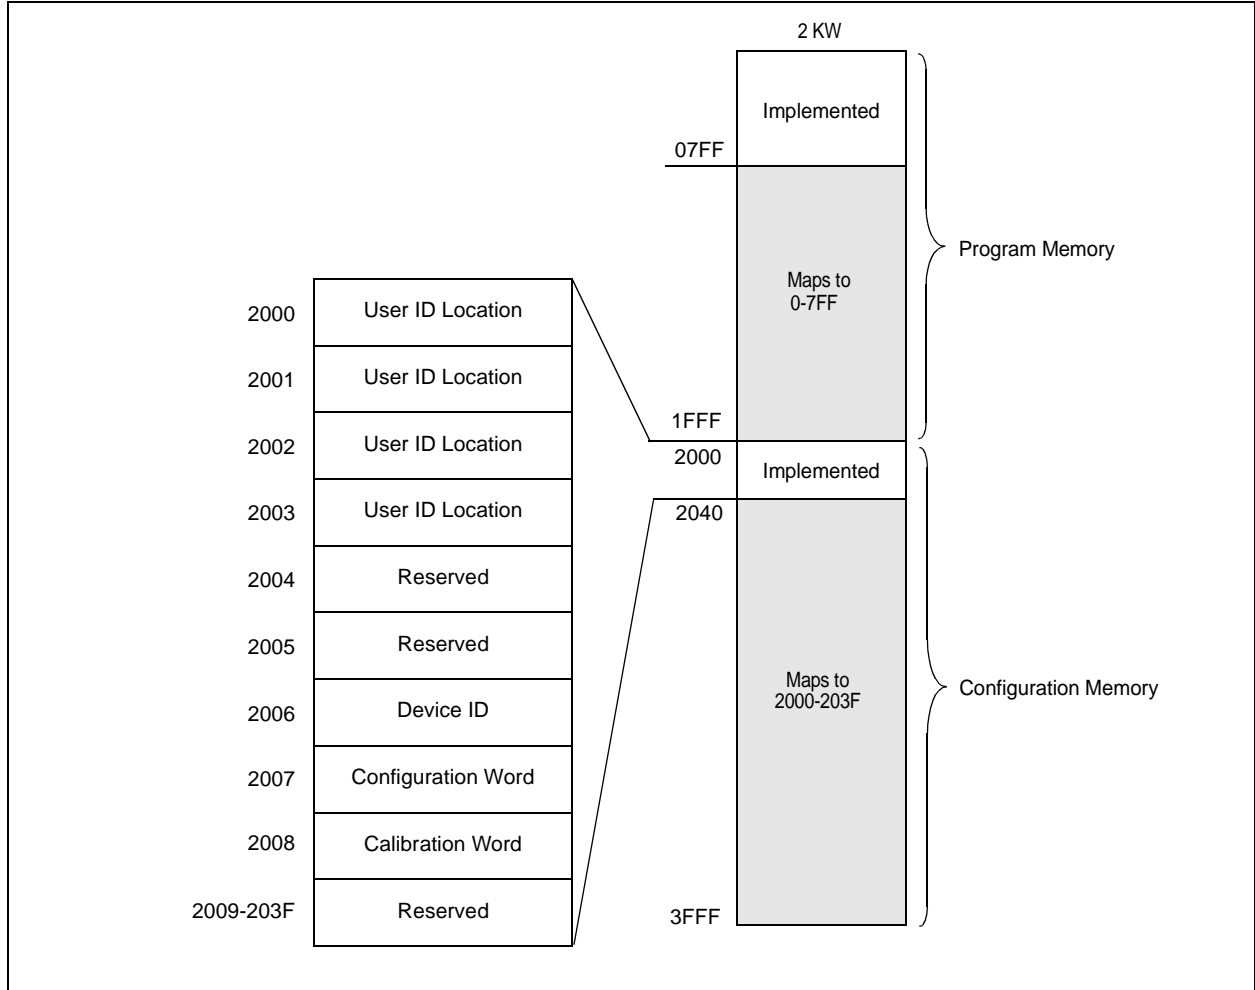 2 KW
Implemented
07FF
Maps to
0-7FF
Program Memory
1FFF
2000
Implemented
2040
Maps to
2000-203F
Configuration Memory
3FFF
2000 User ID Location
2001 User ID Location
2002 User ID Location
2003 User ID Location
2004 Reserved
2005 Reserved
2006 Device ID
2007 Configuration Word
2008 Calibration Word
2009-203F Reserved